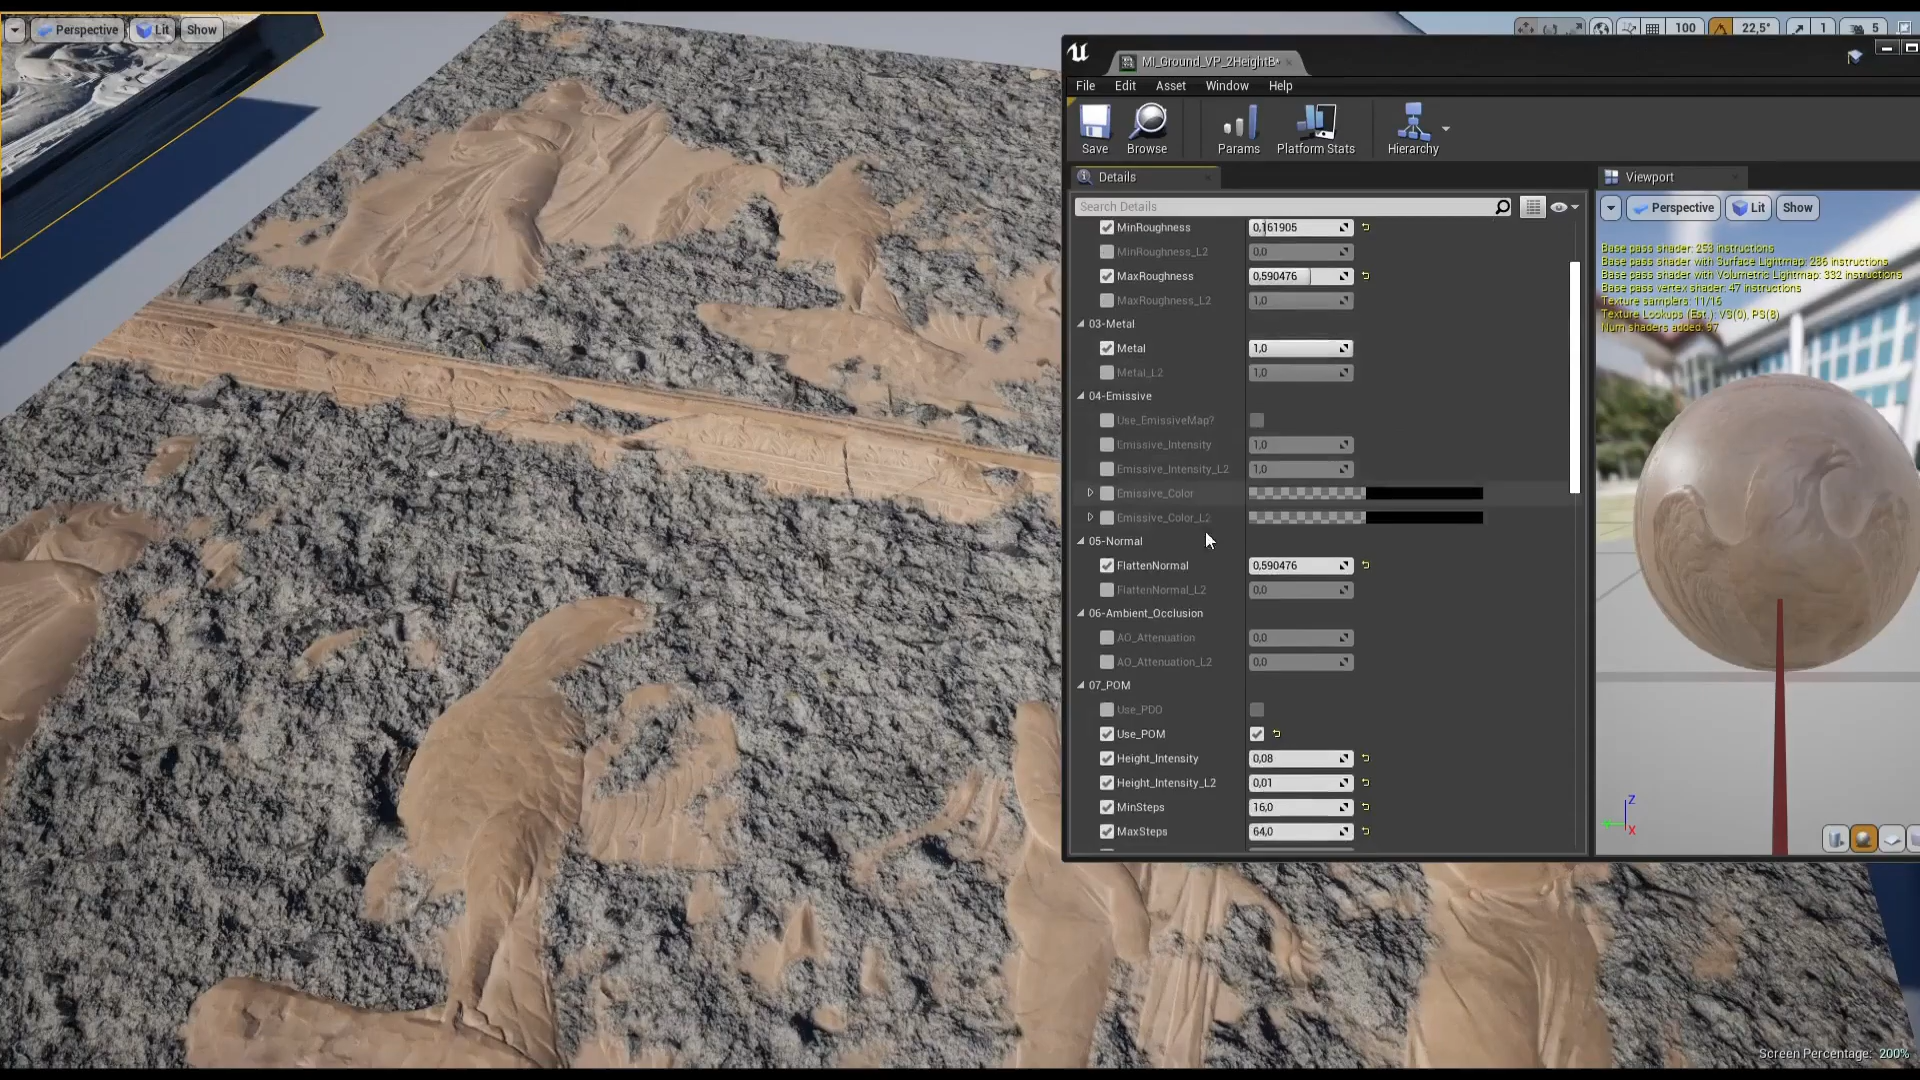 Perspective Lit Show
100 22,5° 1 5
MI_Ground_VP_2HeightB*
File Edit Asset Window Help
Save Browse Params Platform Stats Hierarchy
Details
Viewport
Search Details
Perspective Lit Show
MinRoughness 0,161905
MinRoughness_L2 0,0
MaxRoughness 0,590476
MaxRoughness_L2 1,0
03-Metal
Metal 1,0
Metal_L2 1,0
04-Emissive
Use_EmissiveMap?
Emissive_Intensity 1,0
Emissive_Intensity_L2 1,0
Emissive_Color
Emissive_Color_L2
05-Normal
FlattenNormal 0,590476
FlattenNormal_L2 0,0
06-Ambient_Occlusion
AO_Attenuation 0,0
AO_Attenuation_L2 0,0
07_POM
Use_PDO
Use_POM
Height_Intensity 0,08
Height_Intensity_L2 0,01
MinSteps 16,0
MaxSteps 64,0
Base pass shader: 253 instructions
Base pass shader with Surface Lightmap: 286 instructions
Base pass shader with Volumetric Lightmap: 332 instructions
Base pass vertex shader: 47 instructions
Texture samplers: 11/16
Texture Lookups (Est.): VS(0), PS(8)
Num shaders added: 97
Z
X
Screen Percentage: 200%